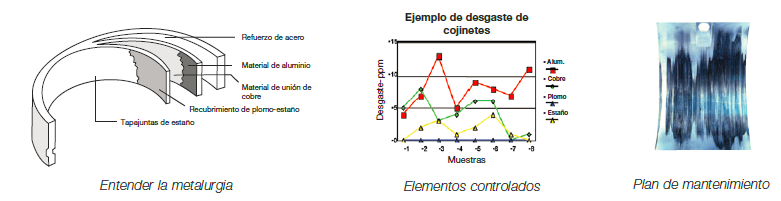 Refuerzo de acero
Material de aluminio
Material de unión de
cobre
Recubrimiento de plomo-estaño
Tapajuntas de estaño
Entender la metalurgia
Ejemplo de desgaste de
cojinetes
Desgaste-ppm
+15
+10
+5
+0
-1 -2 -3 -4 -5 -6 -7 -8
Muestras
• Alum.
• Cobre
• Plomo
• Estaño
Elementos controlados
Plan de mantenimiento